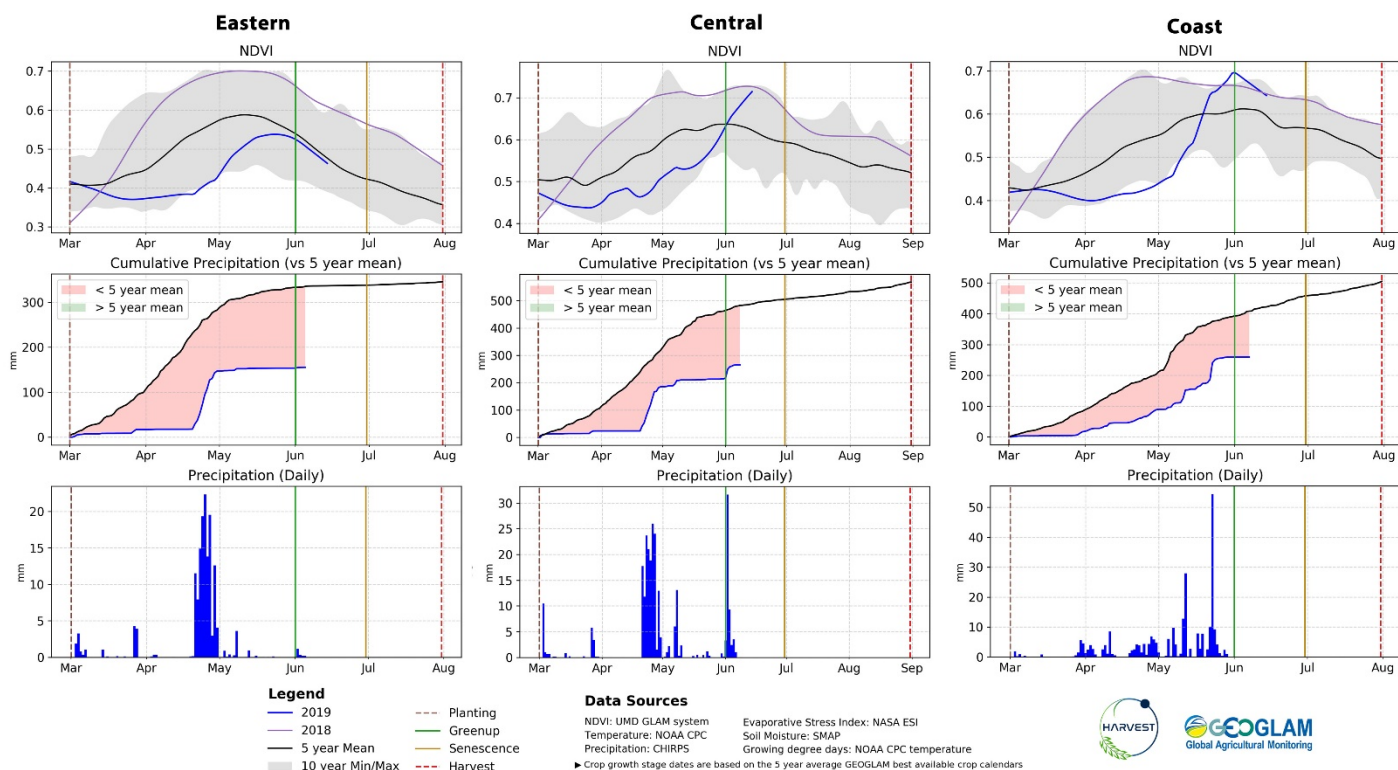 Eastern
NDVI
0.7
0.6
0.5
0.4
0.3
Mar Apr May Jun Jul Aug
Cumulative Precipitation (vs 5 year mean)
< 5 year mean
> 5 year mean
mm
300
200
100
0
Mar Apr May Jun Jul Aug
Precipitation (Daily)
mm
20
15
10
5
0
Mar Apr May Jun Jul Aug
Central
NDVI
0.7
0.6
0.5
0.4
Mar Apr May Jun Jul Aug Sep
Cumulative Precipitation (vs 5 year mean)
< 5 year mean
> 5 year mean
mm
500
400
300
200
100
0
Mar Apr May Jun Jul Aug Sep
Precipitation (Daily)
mm
30
25
20
15
10
5
0
Mar Apr May Jun Jul Aug Sep
Coast
NDVI
0.7
0.6
0.5
0.4
Mar Apr May Jun Jul Aug
Cumulative Precipitation (vs 5 year mean)
< 5 year mean
> 5 year mean
mm
500
400
300
200
100
0
Mar Apr May Jun Jul Aug
Precipitation (Daily)
mm
50
40
30
20
10
0
Mar Apr May Jun Jul Aug
Legend
2019
2018
5 year Mean
10 year Min/Max
Planting
Greenup
Senescence
Harvest
Data Sources
NDVI: UMD GLAM system
Temperature: NOAA CPC
Precipitation: CHIRPS
Evaporative Stress Index: NASA ESI
Soil Moisture: SMAP
Growing degree days: NOAA CPC temperature
▶ Crop growth stage dates are based on the 5 year average GEOGLAM best available crop calendars
HARVEST
GEOGLAM
Global Agricultural Monitoring